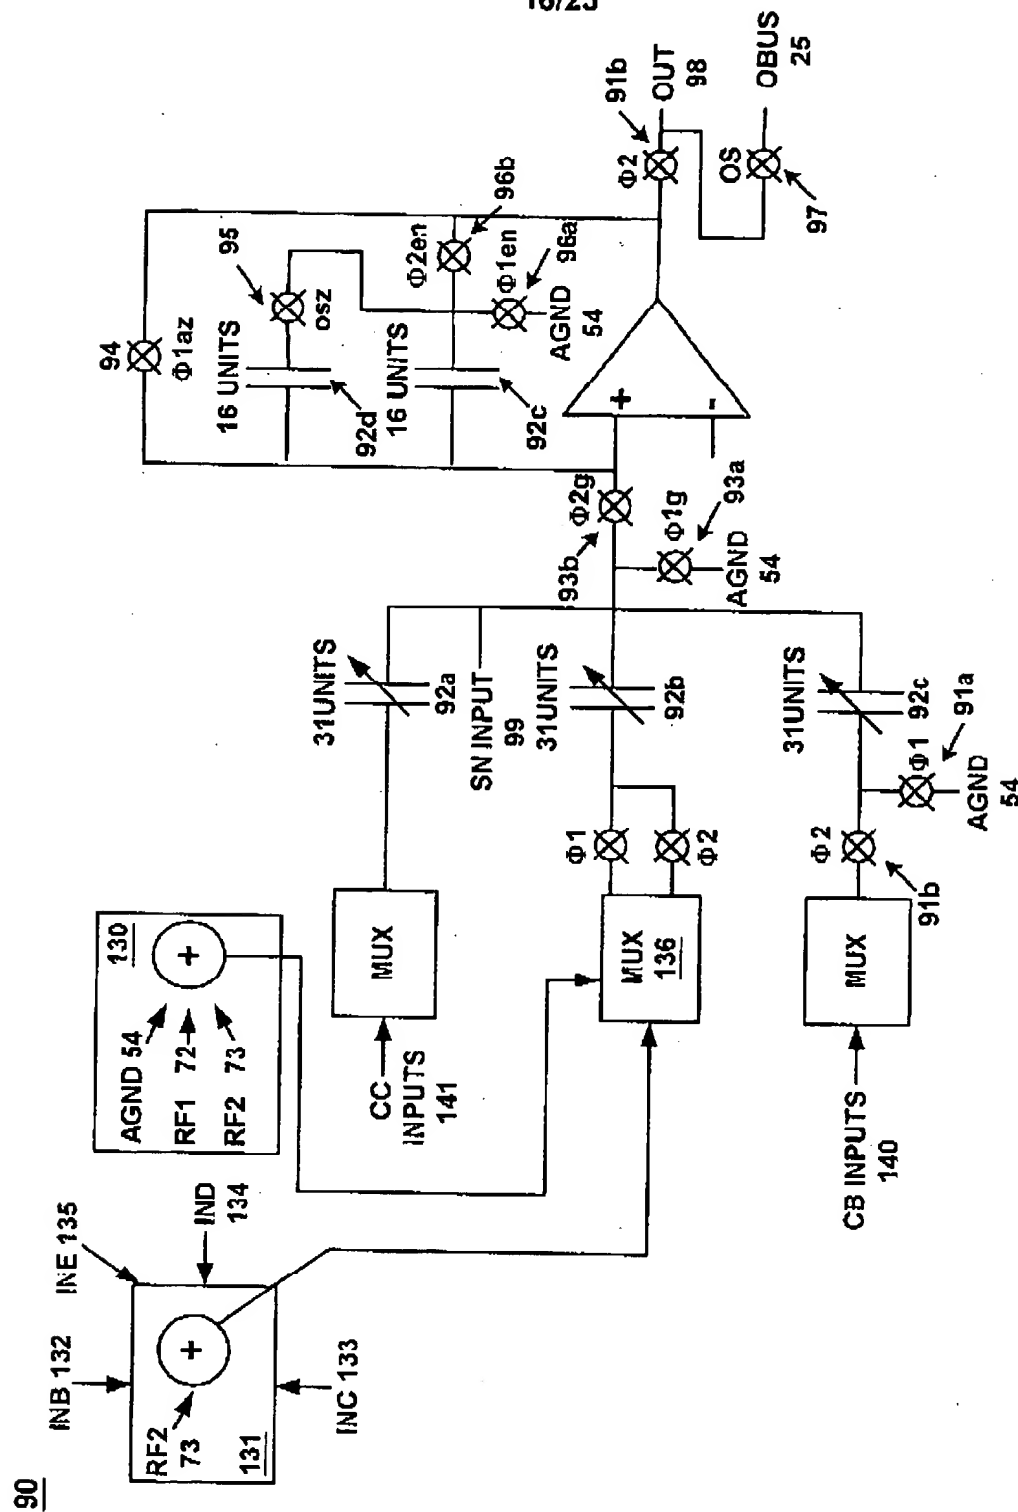 16/25
90
INB 132
INE 135
IND
134
RF2
73
131
INC 133
130
AGND 54
RF1 72
RF2 73
CC
INPUTS
141
MUX
MUX
136
CB INPUTS
140
MUX
Φ1
Φ2
Φ2
91b
Φ1
91a
AGND
54
31UNITS
92a
SN INPUT
99
31UNITS
92b
31UNITS
92c
93b
Φ2g
Φ1g
93a
AGND
54
94
Φ1az
16 UNITS
92d
95
osz
16 UNITS
92c
Φ2en
96b
Φ1en
96a
AGND
54
+
-
Φ2
91b
OUT
98
OS
97
OBUS
25
+
+